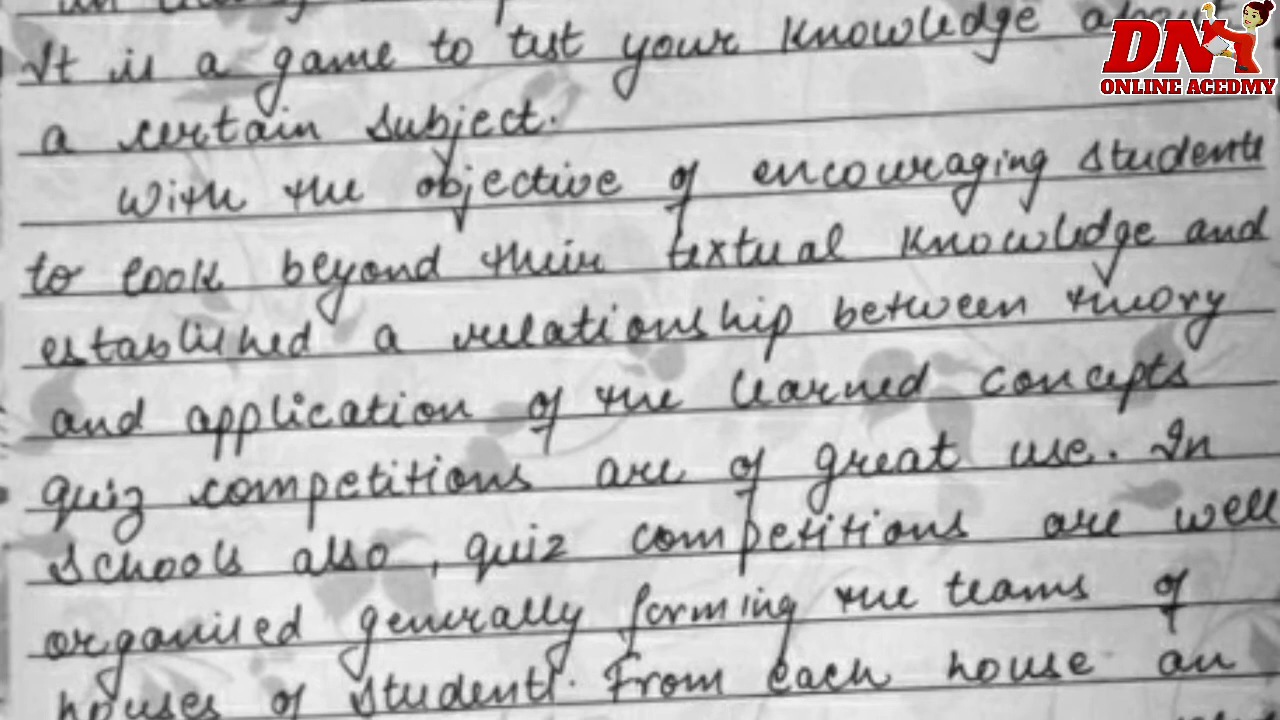 It is a game to test your knowledge about
a certain subject.
With the objective of encouraging students
to look beyond their textual knowledge and
established a relationship between theory
and application of the learned concepts
quiz competitions are of great use. In
schools also, quiz competitions are well
organised generally forming the teams of
houses of students. From each house an
DN
ONLINE ACEDMY